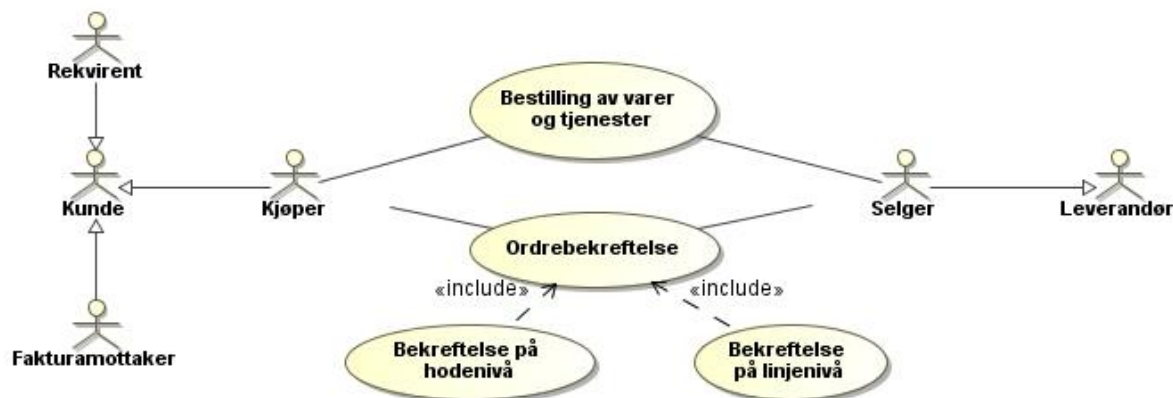 Rekvirent
Bestilling av varer
og tjenester
Kunde
Kjøper
Selger
Leverandør
Ordrebekreftelse
«include»
«include»
Fakturamottaker
Bekreftelse på
hodenivå
Bekreftelse
på linjenivå